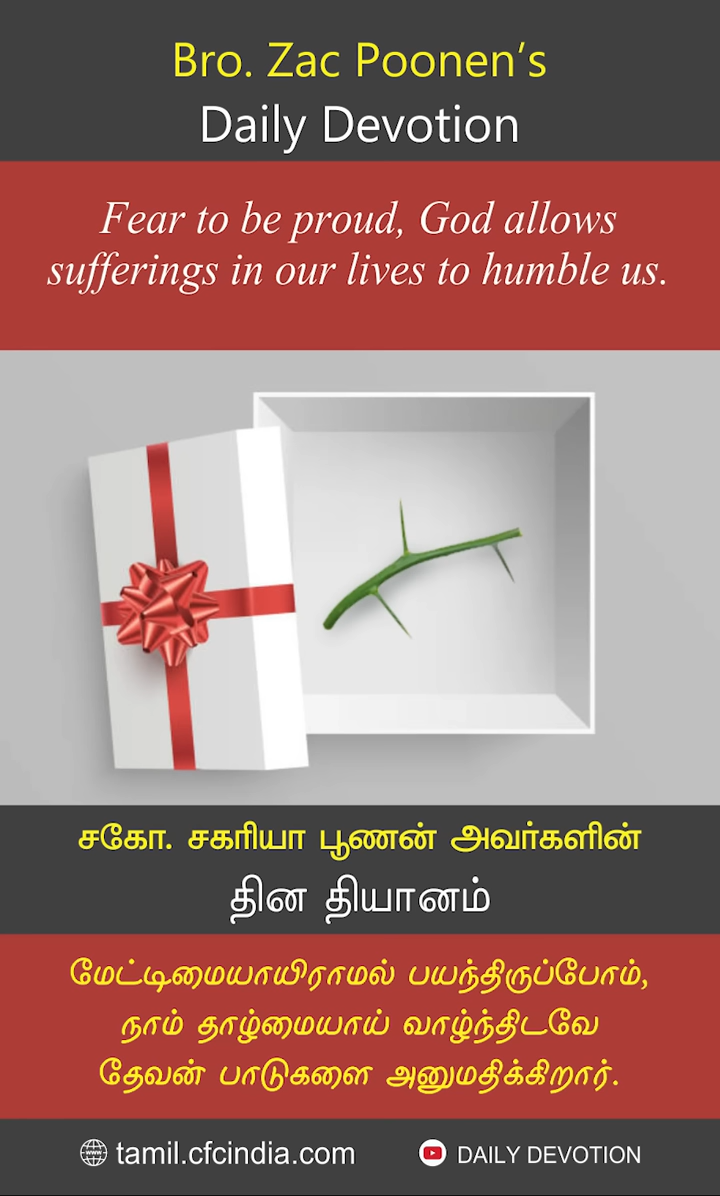 Bro. Zac Poonen's
Daily Devotion
Fear to be proud, God allows
sufferings in our lives to humble us.
சகோ. சகரியா பூணன் அவர்களின்
தின தியானம்
மேட்டிமையாயிராமல் பயந்திருப்போம்,
நாம் தாழ்மையாய் வாழ்ந்திடவே
தேவன் பாடுகளை அனுமதிக்கிறார்.
www
tamil.cfcindia.com
DAILY DEVOTION